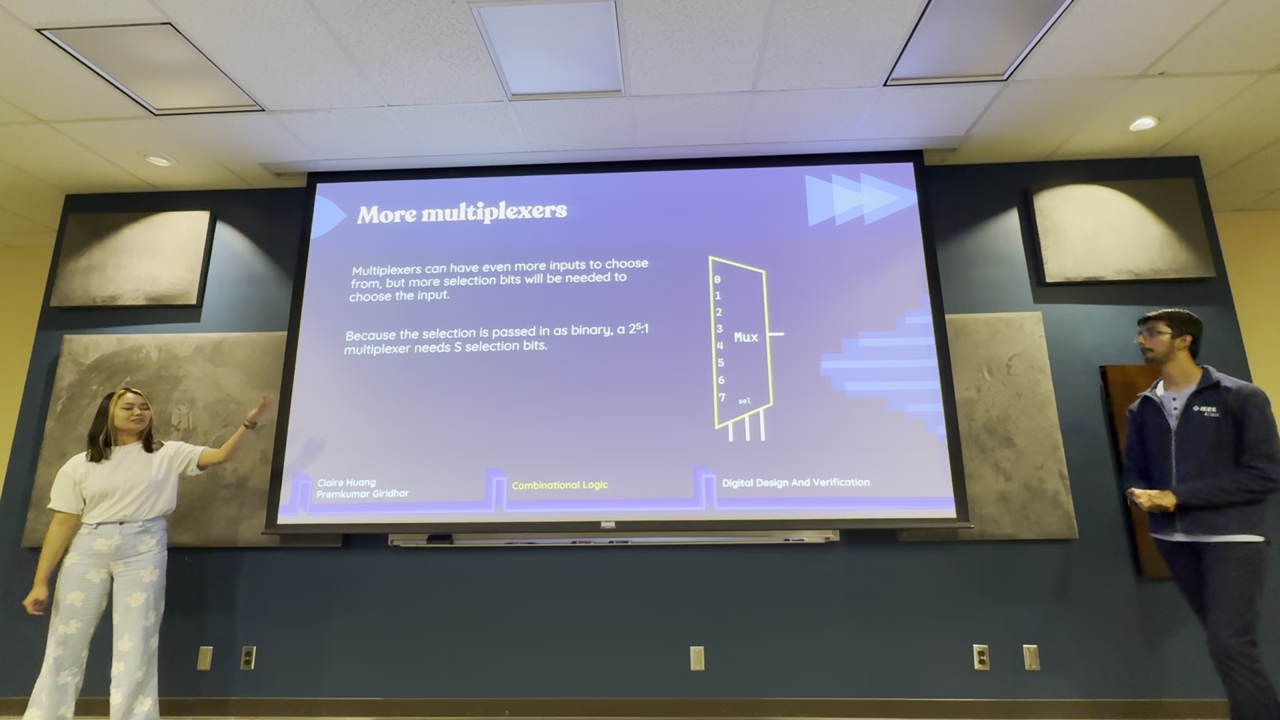 More multiplexers
Multiplexers can have even more inputs to choose
from, but more selection bits will be needed to
choose the input.
Because the selection is passed in as binary, a 2ˢ:1
multiplexer needs S selection bits.
0
1
2
3
4
5
6
7
Mux
sel
Claire Huang
Premkumar Giridhar
Combinational Logic
Digital Design And Verification
IEEE